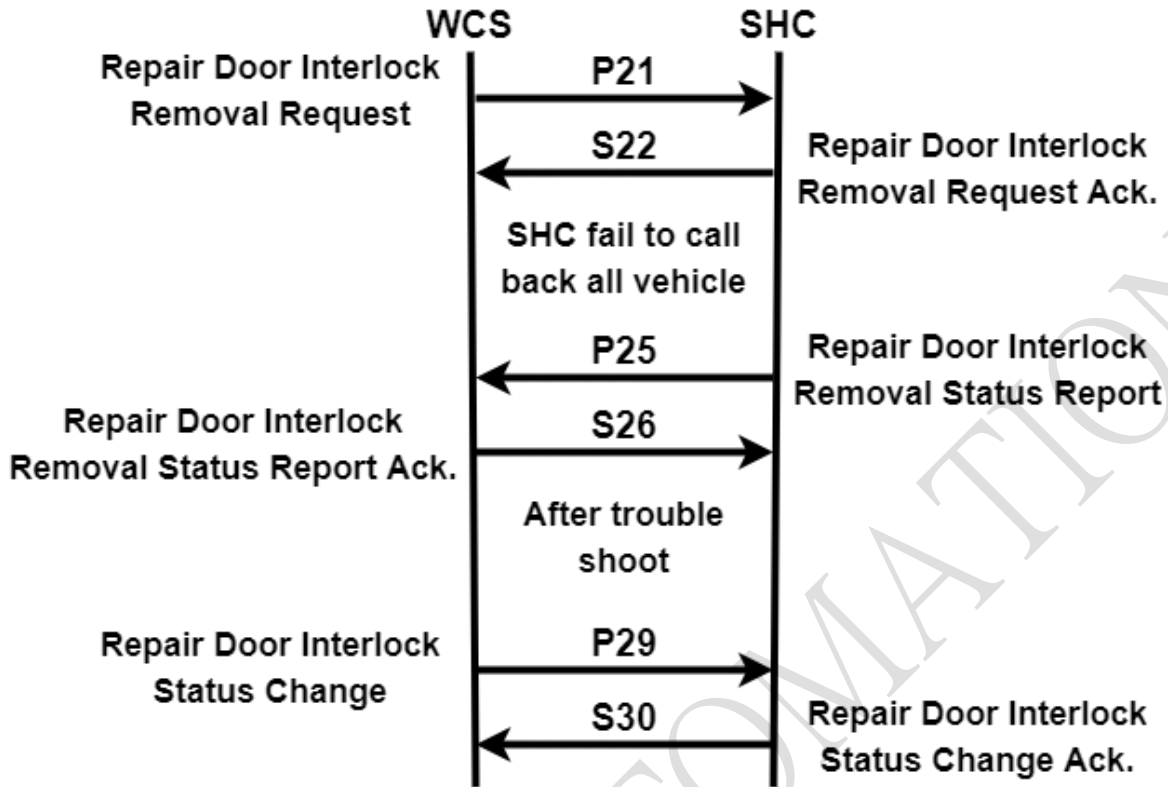 WCS
SHC
Repair Door Interlock
Removal Request
P21
S22
Repair Door Interlock
Removal Request Ack.
SHC fail to call
back all vehicle
P25
Repair Door Interlock
Removal Status Report
Repair Door Interlock
Removal Status Report Ack.
S26
After trouble
shoot
Repair Door Interlock
Status Change
P29
S30
Repair Door Interlock
Status Change Ack.